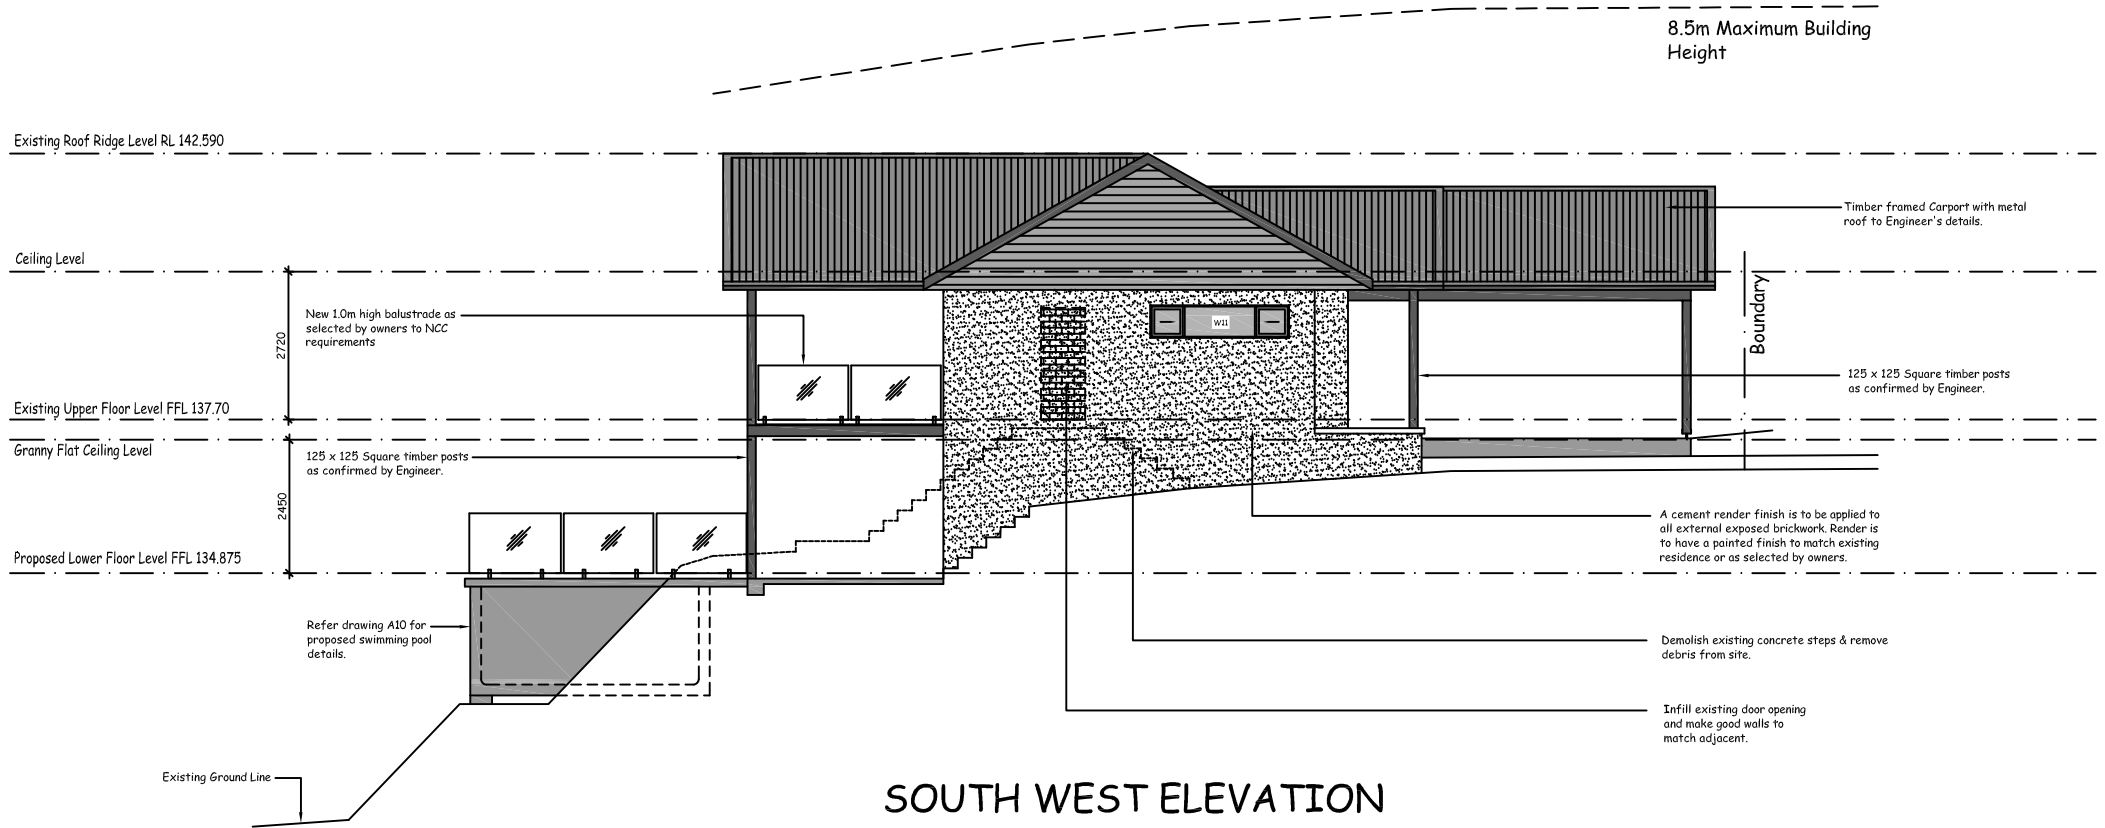 8.5m Maximum Building
Height
Existing Roof Ridge Level RL 142.590
Timber framed Carport with metal
roof to Engineer's details.
Ceiling Level
Boundary
New 1.0m high balustrade as
selected by owners to NCC
requirements
W11
2720
125 x 125 Square timber posts
as confirmed by Engineer.
Existing Upper Floor Level FFL 137.70
Granny Flat Ceiling Level
125 x 125 Square timber posts
as confirmed by Engineer.
2450
A cement render finish is to be applied to
all external exposed brickwork. Render is
to have a painted finish to match existing
residence or as selected by owners.
Proposed Lower Floor Level FFL 134.875
Refer drawing A10 for
proposed swimming pool
details.
Demolish existing concrete steps & remove
debris from site.
Infill existing door opening
and make good walls to
match adjacent.
Existing Ground Line
SOUTH WEST ELEVATION